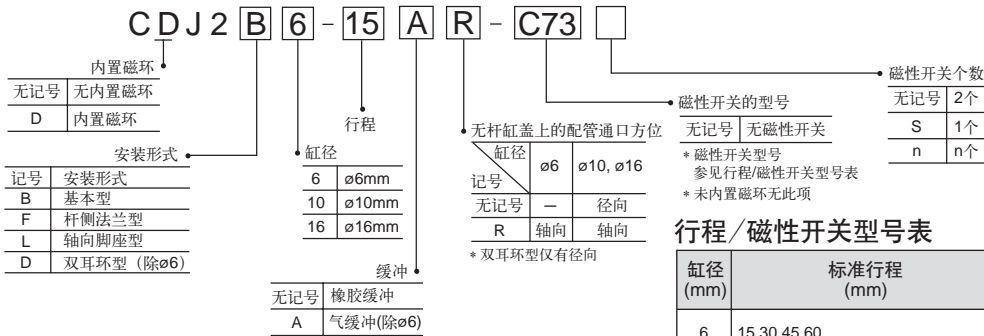 CDJ2 B 6 - 15 A R - C73
内置磁环
无记号 无内置磁环
D 内置磁环
安装形式
记号 安装形式
B 基本型
F 杆侧法兰型
L 轴向脚座型
D 双耳环型（除ø6）
缸径
6 ø6mm
10 ø10mm
16 ø16mm
行程
缓冲
无记号 橡胶缓冲
A 气缓冲(除ø6)
无杆缸盖上的配管通口方位
缸径 ø6 ø10, ø16
记号
无记号 — 径向
R 轴向 轴向
* 双耳环型仅有径向
磁性开关的型号
无记号 无磁性开关
* 磁性开关型号
参见行程/磁性开关型号表
* 未内置磁环无此项
磁性开关个数
无记号 2个
S 1个
n n个
行程/磁性开关型号表
缸径 标准行程
(mm) (mm)
6 15,30,45,60